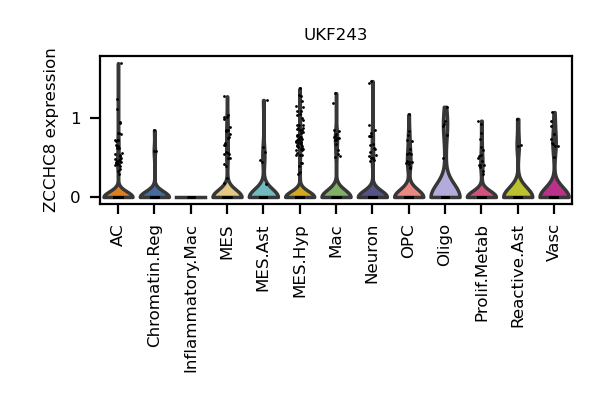 UKF243
ZCCHC8 expression
1
0
AC
Chromatin.Reg
Inflammatory.Mac
MES
MES.Ast
MES.Hyp
Mac
Neuron
OPC
Oligo
Prolif.Metab
Reactive.Ast
Vasc